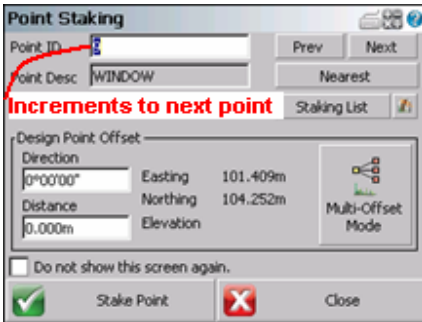 Point Staking
Point ID 2 Prev Next
Point Desc WINDOW Nearest
Increments to next point Staking List
Design Point Offset
Direction
0°00'00" Easting 101.409m
Distance Northing 104.252m Multi-Offset
0.000m Elevation Mode
Do not show this screen again.
Stake Point Close